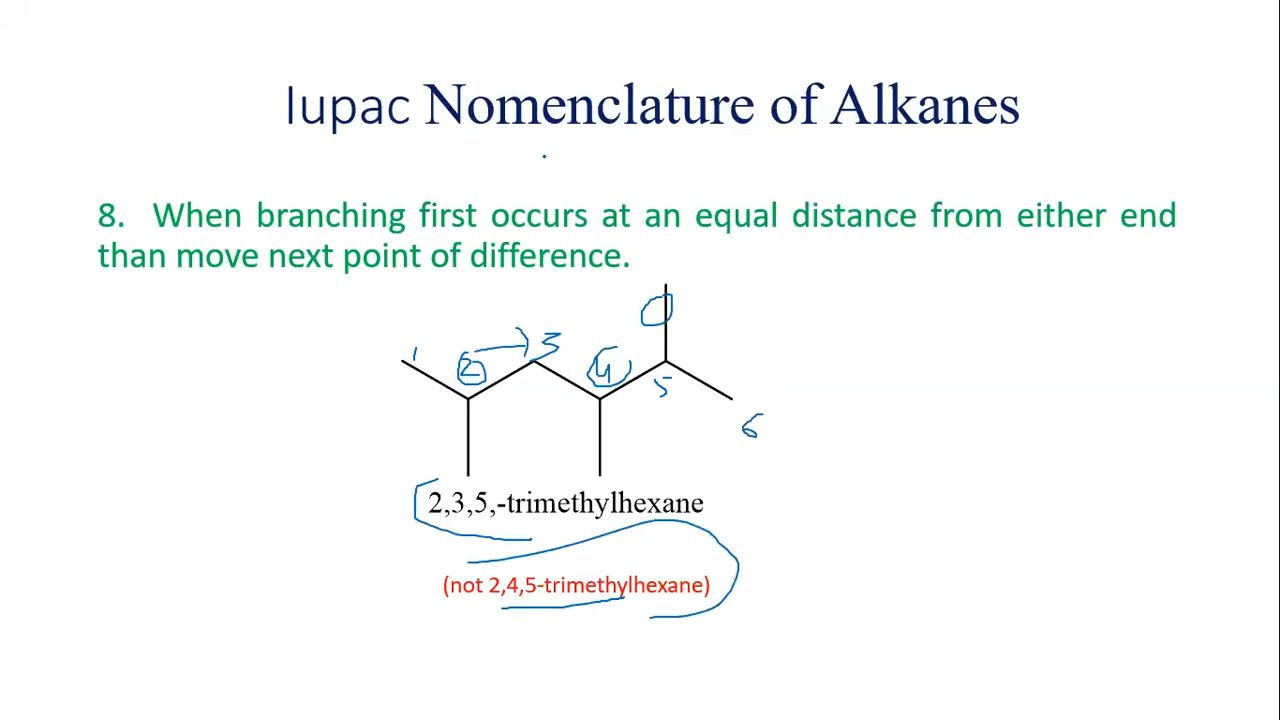 Iupac Nomenclature of Alkanes
8. When branching first occurs at an equal distance from either end
than move next point of difference.
1 2 3 4 5 6
2,3,5,-trimethylhexane
(not 2,4,5-trimethylhexane)